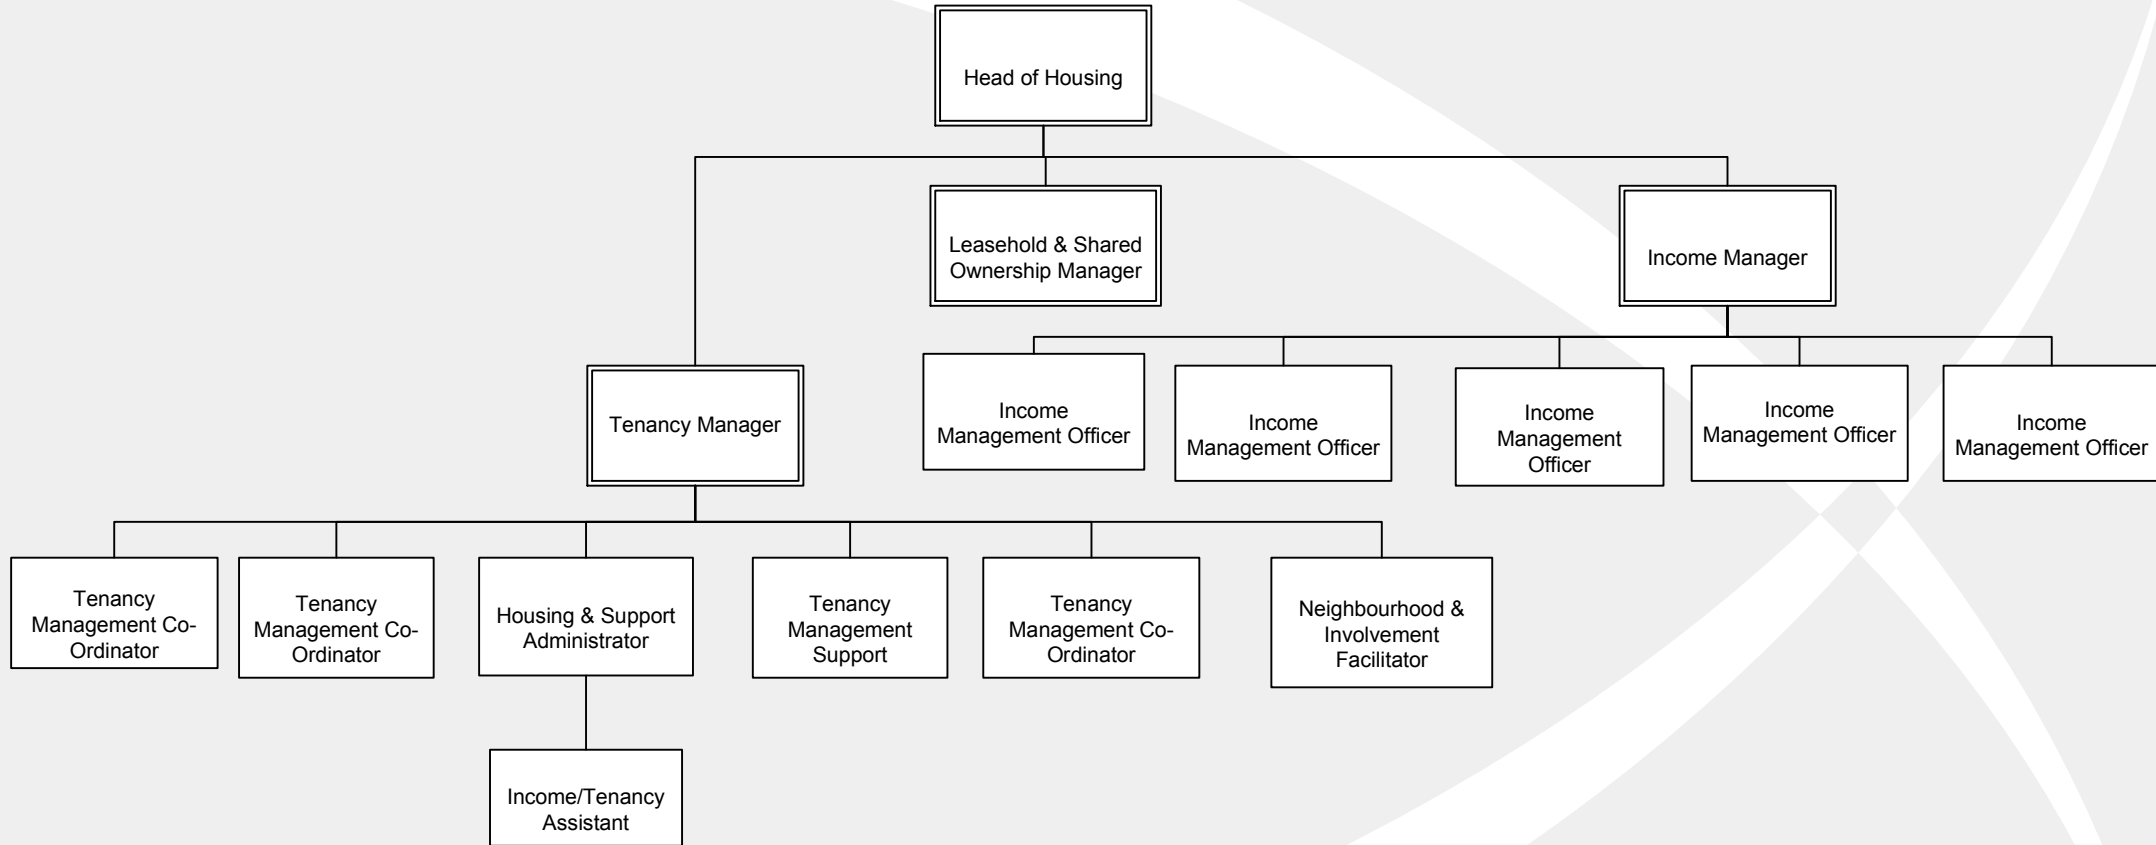 Head of Housing
Leasehold & Shared
Ownership Manager
Income Manager
Tenancy Manager
Income
Management Officer
Income
Management Officer
Income
Management
Officer
Income
Management Officer
Income
Management Officer
Tenancy
Management Co-
Ordinator
Tenancy
Management Co-
Ordinator
Housing & Support
Administrator
Tenancy
Management
Support
Tenancy
Management Co-
Ordinator
Neighbourhood &
Involvement
Facilitator
Income/Tenancy
Assistant